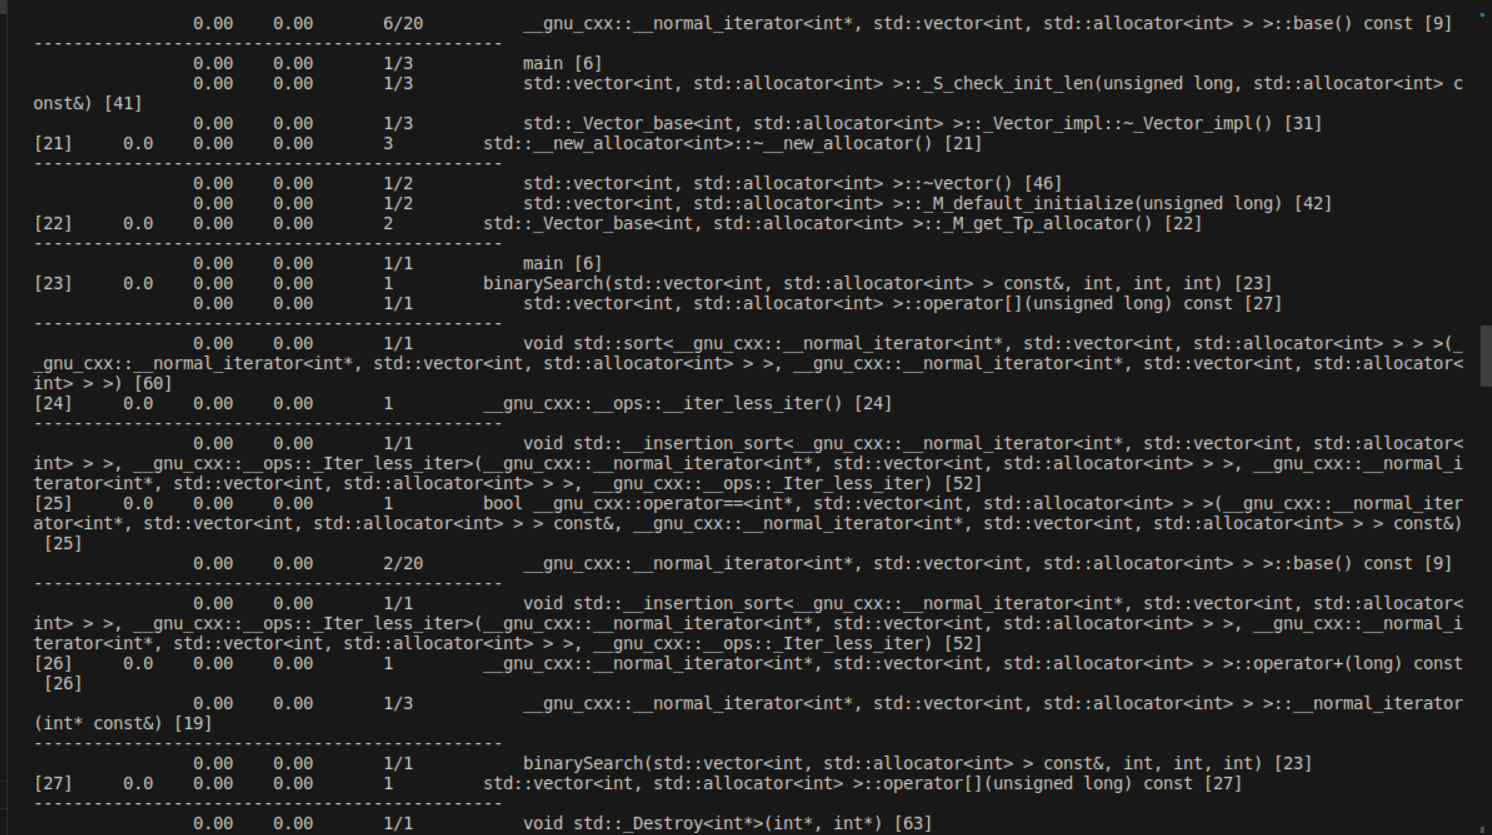 0.00 0.00 6/20 __gnu_cxx::__normal_iterator<int*, std::vector<int, std::allocator<int> > >::base() const [9]
-----------------------------------------------
0.00 0.00 1/3 main [6]
0.00 0.00 1/3 std::vector<int, std::allocator<int> >::_S_check_init_len(unsigned long, std::allocator<int> c
onst&) [41]
0.00 0.00 1/3 std::_Vector_base<int, std::allocator<int> >::_Vector_impl::~_Vector_impl() [31]
[21] 0.0 0.00 0.00 3 std::__new_allocator<int>::~__new_allocator() [21]
-----------------------------------------------
0.00 0.00 1/2 std::vector<int, std::allocator<int> >::~vector() [46]
0.00 0.00 1/2 std::vector<int, std::allocator<int> >::_M_default_initialize(unsigned long) [42]
[22] 0.0 0.00 0.00 2 std::_Vector_base<int, std::allocator<int> >::_M_get_Tp_allocator() [22]
-----------------------------------------------
0.00 0.00 1/1 main [6]
[23] 0.0 0.00 0.00 1 binarySearch(std::vector<int, std::allocator<int> > const&, int, int, int) [23]
0.00 0.00 1/1 std::vector<int, std::allocator<int> >::operator[](unsigned long) const [27]
-----------------------------------------------
0.00 0.00 1/1 void std::sort<__gnu_cxx::__normal_iterator<int*, std::vector<int, std::allocator<int> > > >(_
_gnu_cxx::__normal_iterator<int*, std::vector<int, std::allocator<int> > >, __gnu_cxx::__normal_iterator<int*, std::vector<int, std::allocator<
int> > >) [60]
[24] 0.0 0.00 0.00 1 __gnu_cxx::__ops::__iter_less_iter() [24]
-----------------------------------------------
0.00 0.00 1/1 void std::__insertion_sort<__gnu_cxx::__normal_iterator<int*, std::vector<int, std::allocator<
int> > >, __gnu_cxx::__ops::_Iter_less_iter>(__gnu_cxx::__normal_iterator<int*, std::vector<int, std::allocator<int> > >, __gnu_cxx::__normal_i
terator<int*, std::vector<int, std::allocator<int> > >, __gnu_cxx::__ops::_Iter_less_iter) [52]
[25] 0.0 0.00 0.00 1 bool __gnu_cxx::operator==<int*, std::vector<int, std::allocator<int> > >(__gnu_cxx::__normal_iter
ator<int*, std::vector<int, std::allocator<int> > > const&, __gnu_cxx::__normal_iterator<int*, std::vector<int, std::allocator<int> > > const&)
[25]
0.00 0.00 2/20 __gnu_cxx::__normal_iterator<int*, std::vector<int, std::allocator<int> > >::base() const [9]
-----------------------------------------------
0.00 0.00 1/1 void std::__insertion_sort<__gnu_cxx::__normal_iterator<int*, std::vector<int, std::allocator<
int> > >, __gnu_cxx::__ops::_Iter_less_iter>(__gnu_cxx::__normal_iterator<int*, std::vector<int, std::allocator<int> > >, __gnu_cxx::__normal_i
terator<int*, std::vector<int, std::allocator<int> > >, __gnu_cxx::__ops::_Iter_less_iter) [52]
[26] 0.0 0.00 0.00 1 __gnu_cxx::__normal_iterator<int*, std::vector<int, std::allocator<int> > >::operator+(long) const
[26]
0.00 0.00 1/3 __gnu_cxx::__normal_iterator<int*, std::vector<int, std::allocator<int> > >::__normal_iterator
(int* const&) [19]
-----------------------------------------------
0.00 0.00 1/1 binarySearch(std::vector<int, std::allocator<int> > const&, int, int, int) [23]
[27] 0.0 0.00 0.00 1 std::vector<int, std::allocator<int> >::operator[](unsigned long) const [27]
-----------------------------------------------
0.00 0.00 1/1 void std::_Destroy<int*>(int*, int*) [63]